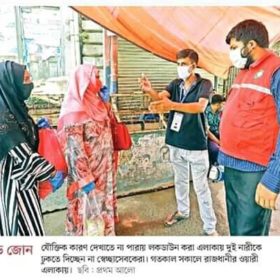 ড জোন
যৌক্তিক কারণ দেখাতে না পারায় লকডাউন করা এলাকায় দুই নারীকে
ঢুকতে দিচ্ছেন না স্বেচ্ছাসেবকেরা। গতকাল সকালে রাজধানীর ওয়ারী
এলাকায়। ছবি : প্রথম আলো